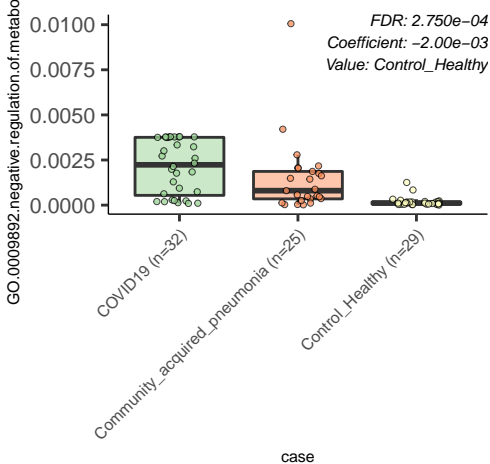 GO.0009892.negative.regulation.of.metabo
0.0100
0.0075
0.0050
0.0025
0.0000
FDR: 2.750e−04
Coefficient: −2.00e−03
Value: Control_Healthy
COVID19 (n=32)
Community_acquired_pneumonia (n=25)
Control_Healthy (n=29)
case